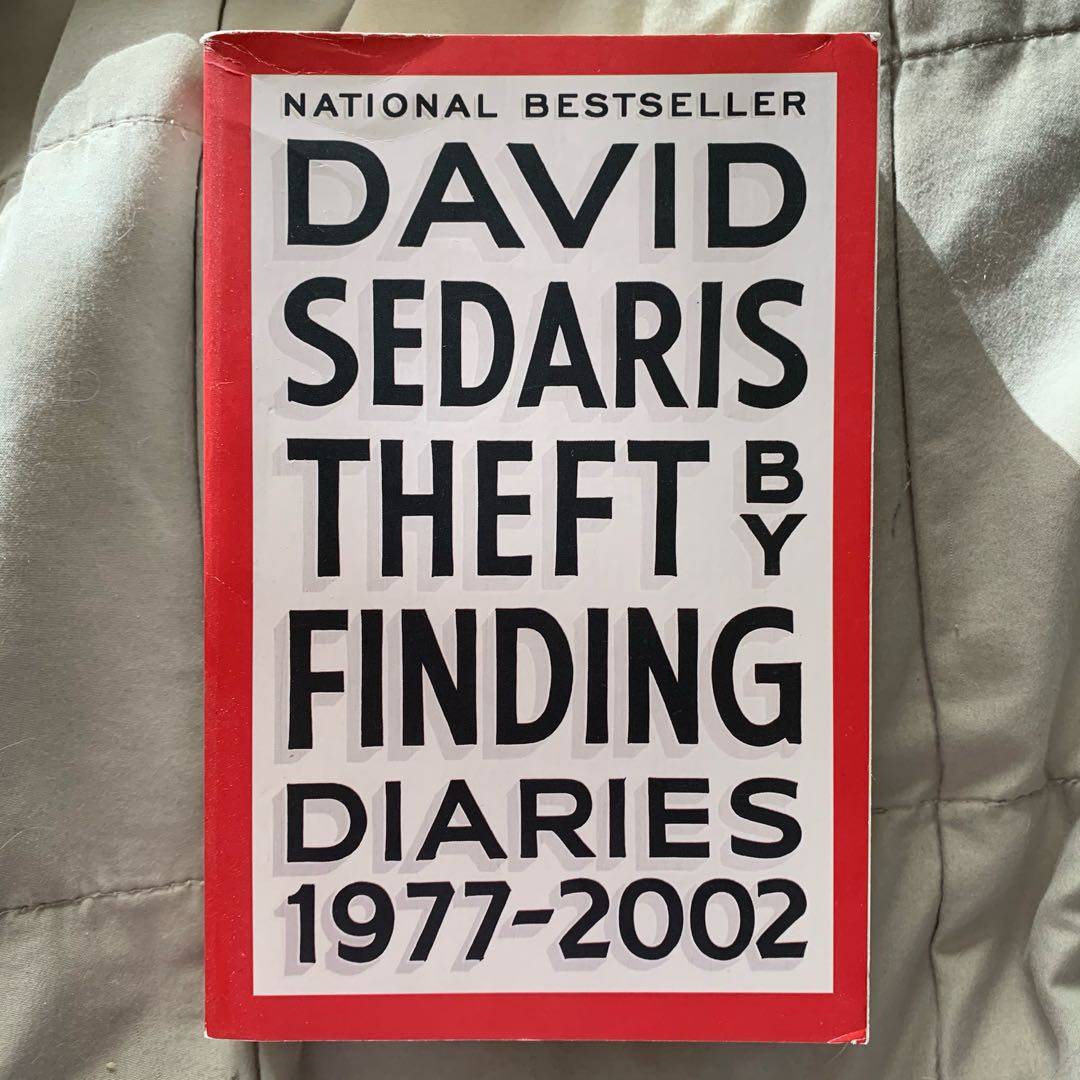 NATIONAL BESTSELLER
DAVID
SEDARIS
THEFT BY
FINDING
DIARIES
1977-2002